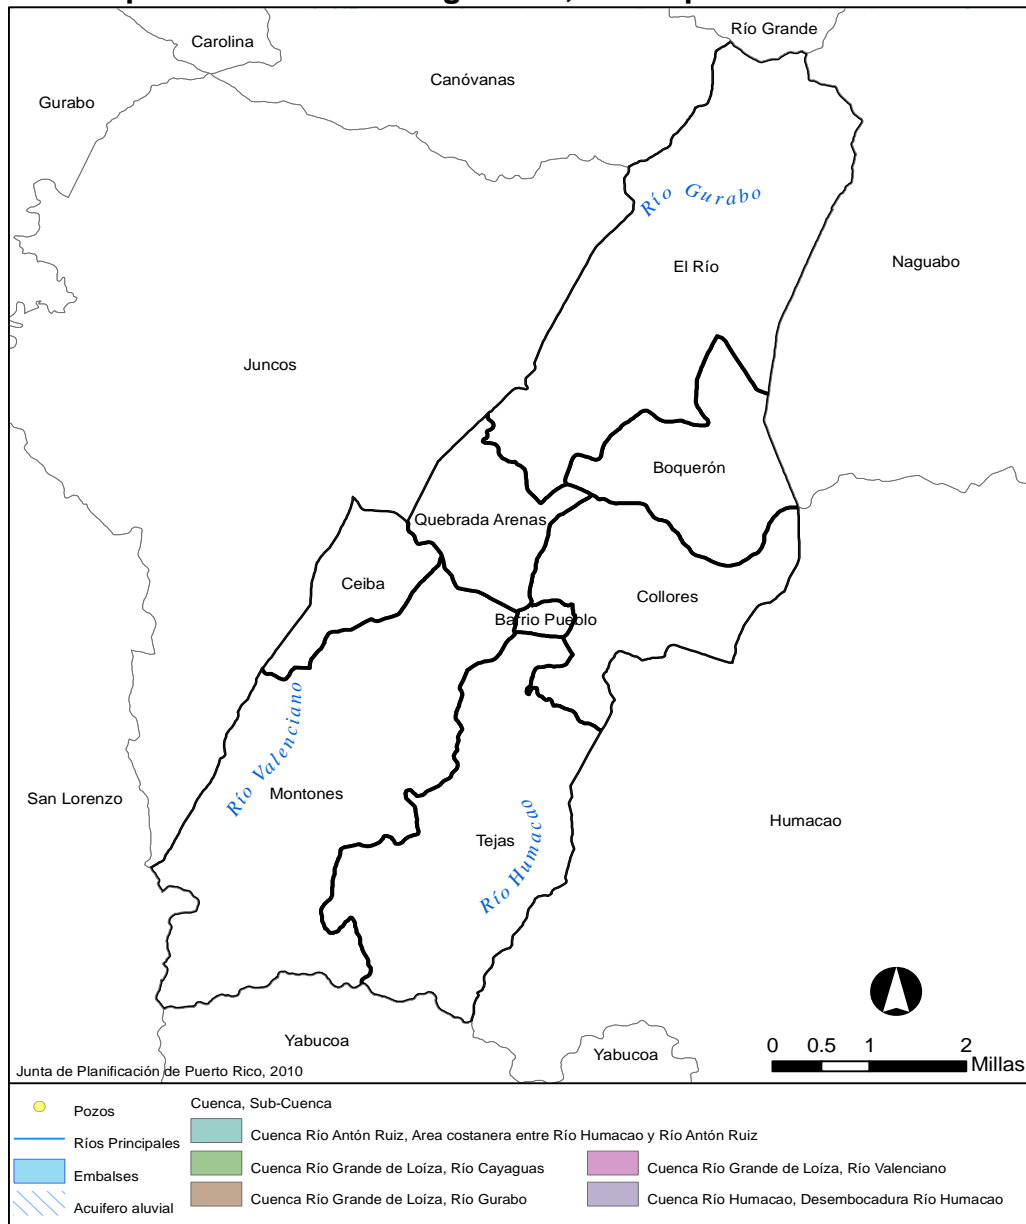 Río Grande
Carolina
Canóvanas
Gurabo
Río Gurabo
El Río
Naguabo
Juncos
Boquerón
Quebrada Arenas
Ceiba
Collores
Barrio Pueblo
Río Valenciano
Montones
San Lorenzo
Río Humacao
Tejas
Humacao
Yabucoa
Yabucoa
0 0.5 1 2
Millas
Junta de Planificación de Puerto Rico, 2010
Pozos
Ríos Principales
Embalses
Acuifero aluvial
Cuenca, Sub-Cuenca
Cuenca Río Antón Ruiz, Area costanera entre Río Humacao y Río Antón Ruiz
Cuenca Río Grande de Loíza, Río Cayaguas
Cuenca Río Grande de Loíza, Río Valenciano
Cuenca Río Grande de Loíza, Río Gurabo
Cuenca Río Humacao, Desembocadura Río Humacao